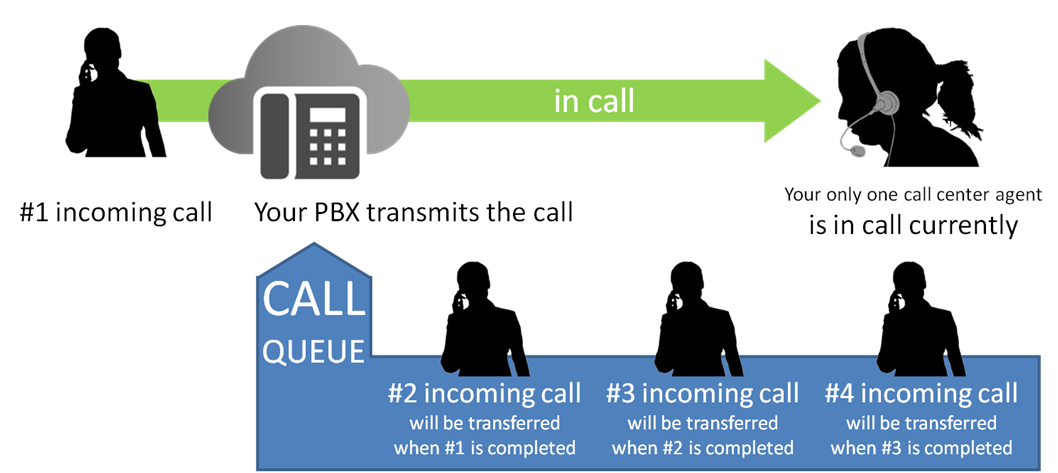 in call
#1 incoming call
Your PBX transmits the call
Your only one call center agent
is in call currently
CALL
QUEUE
#2 incoming call
will be transferred
when #1 is completed
#3 incoming call
will be transferred
when #2 is completed
#4 incoming call
will be transferred
when #3 is completed